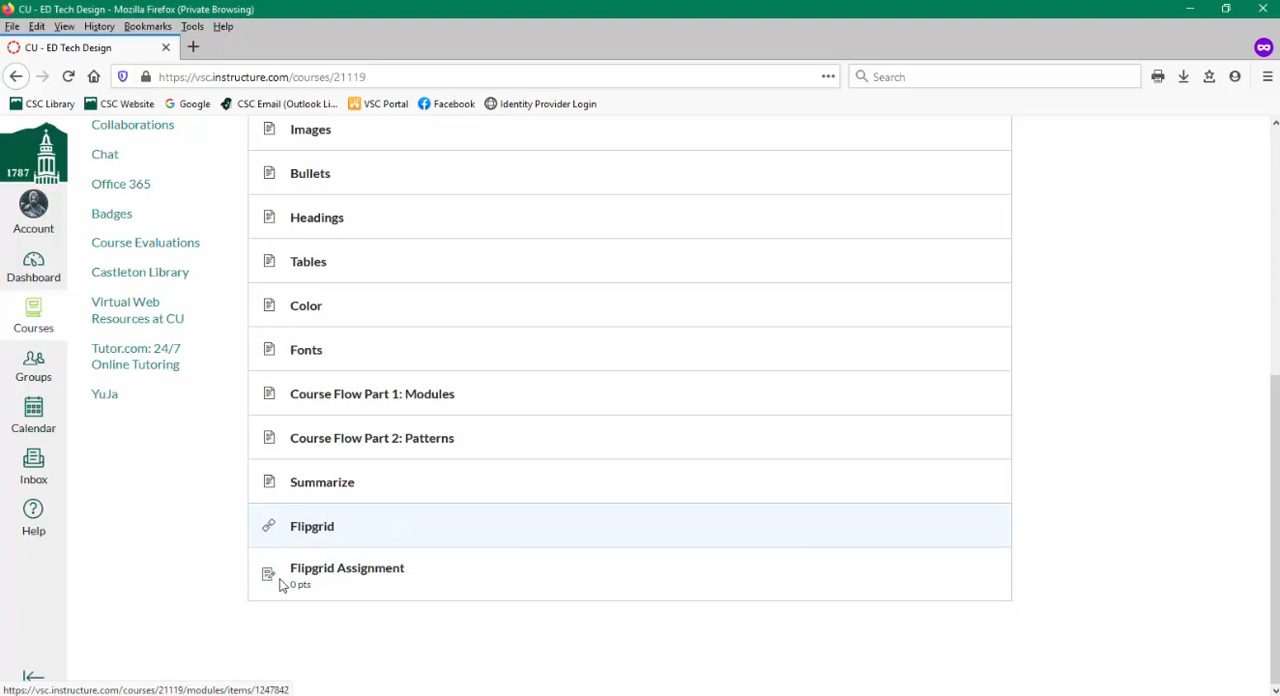 CU - ED Tech Design - Mozilla Firefox (Private Browsing)
File Edit View History Bookmarks Tools Help
CU - ED Tech Design
https://vsc.instructure.com/courses/21119
Search
CSC Library CSC Website Google CSC Email (Outlook Li... VSC Portal Facebook Identity Provider Login
1787
Account
Dashboard
Courses
Groups
Calendar
Inbox
Help
Collaborations
Chat
Office 365
Badges
Course Evaluations
Castleton Library
Virtual Web
Resources at CU
Tutor.com: 24/7
Online Tutoring
YuJa
Images
Bullets
Headings
Tables
Color
Fonts
Course Flow Part 1: Modules
Course Flow Part 2: Patterns
Summarize
Flipgrid
Flipgrid Assignment
0 pts
https://vsc.instructure.com/courses/21119/modules/items/1247842